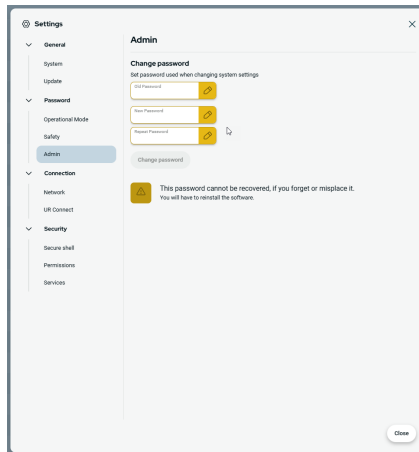 Settings
General
System
Update
Password
Operational Mode
Safety
Admin
Connection
Network
UR Connect
Security
Secure shell
Permissions
Services
Admin
Change password
Set password used when changing system settings
Old Password
New Password
Repeat Password
Change password
This password cannot be recovered, if you forget or misplace it.
You will have to reinstall the software.
Close